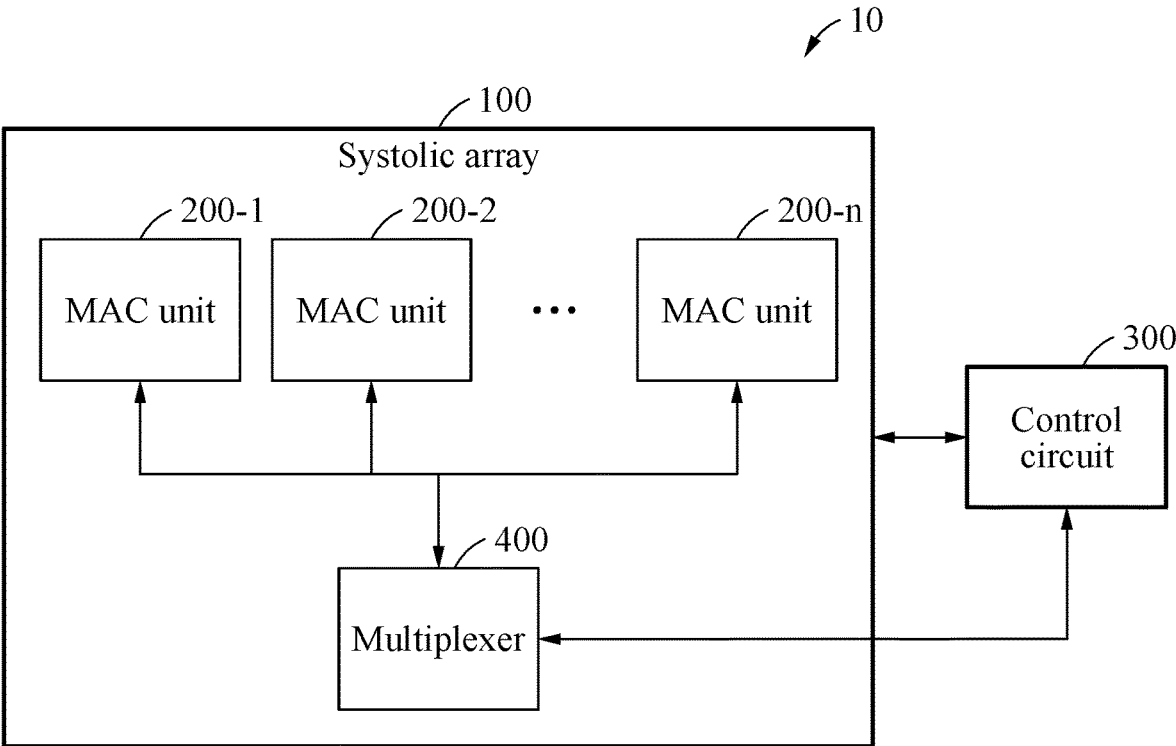 10
100
Systolic array
200-1
200-2
200-n
MAC unit
MAC unit
...
MAC unit
300
Control
circuit
400
Multiplexer